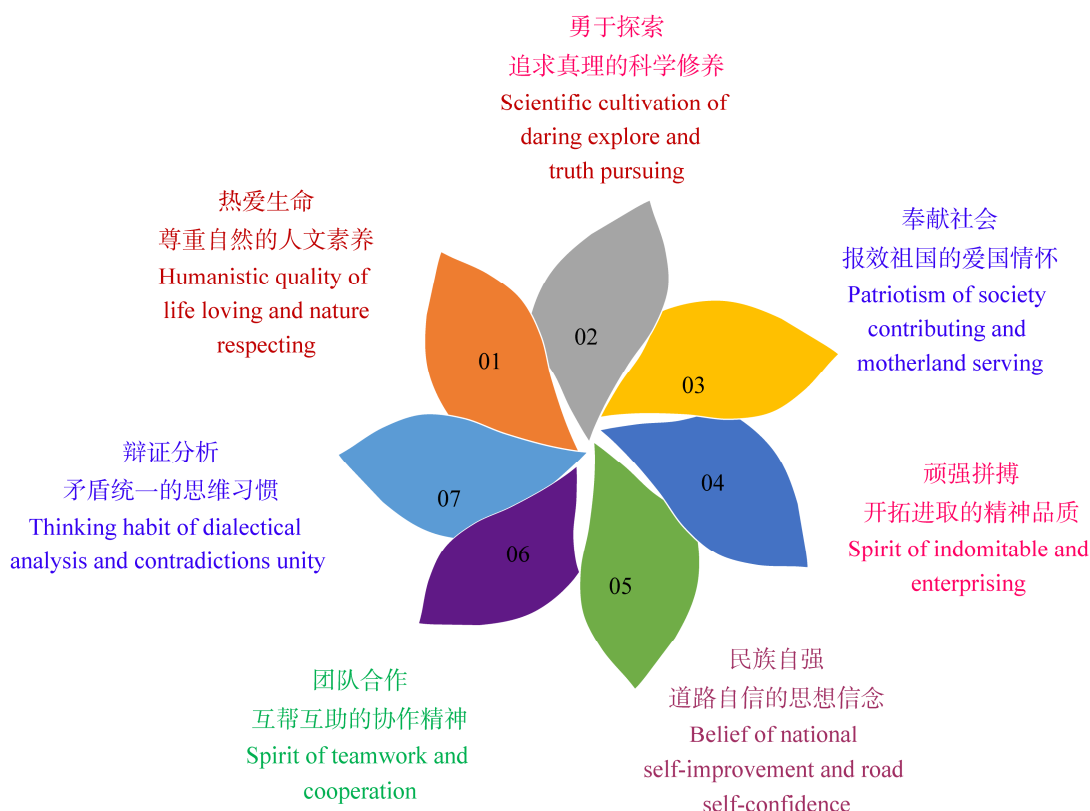 勇于探索
追求真理的科学修养
Scientific cultivation of
daring explore and
truth pursuing
热爱生命
尊重自然的人文素养
Humanistic quality of
life loving and nature
respecting
奉献社会
报效祖国的爱国情怀
Patriotism of society
contributing and
motherland serving
01
02
03
04
05
06
07
辩证分析
矛盾统一的思维习惯
Thinking habit of dialectical
analysis and contradictions unity
顽强拼搏
开拓进取的精神品质
Spirit of indomitable and
enterprising
团队合作
互帮互助的协作精神
Spirit of teamwork and
cooperation
民族自强
道路自信的思想信念
Belief of national
self-improvement and road
self-confidence